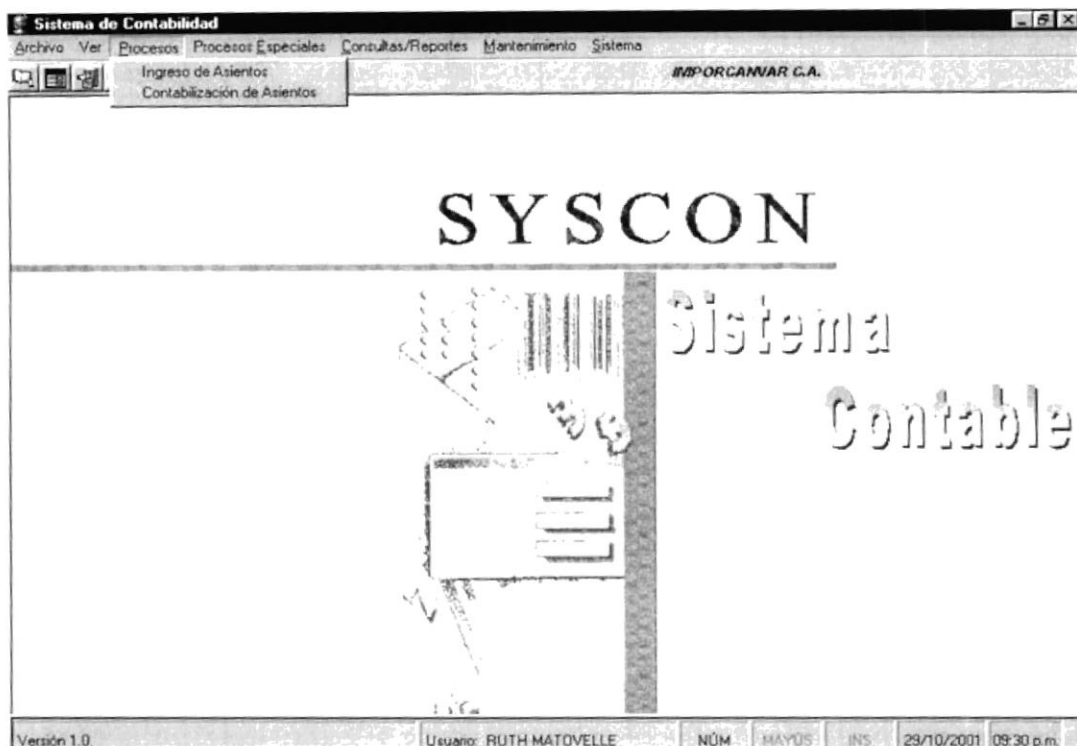 Sistema de Contabilidad
Archivo Ver Procesos Procesos Especiales Consultas/Reportes Mantenimiento Sistema
Ingreso de Asientos
Contabilización de Asientos
IMPORCANVAR C.A.
SYSCON
Sistema
Contable
Versión 1.0
Usuario: RUTH MATOVELLE
NÚM
MAYÚS
INS
29/10/2001
09:30 p.m.